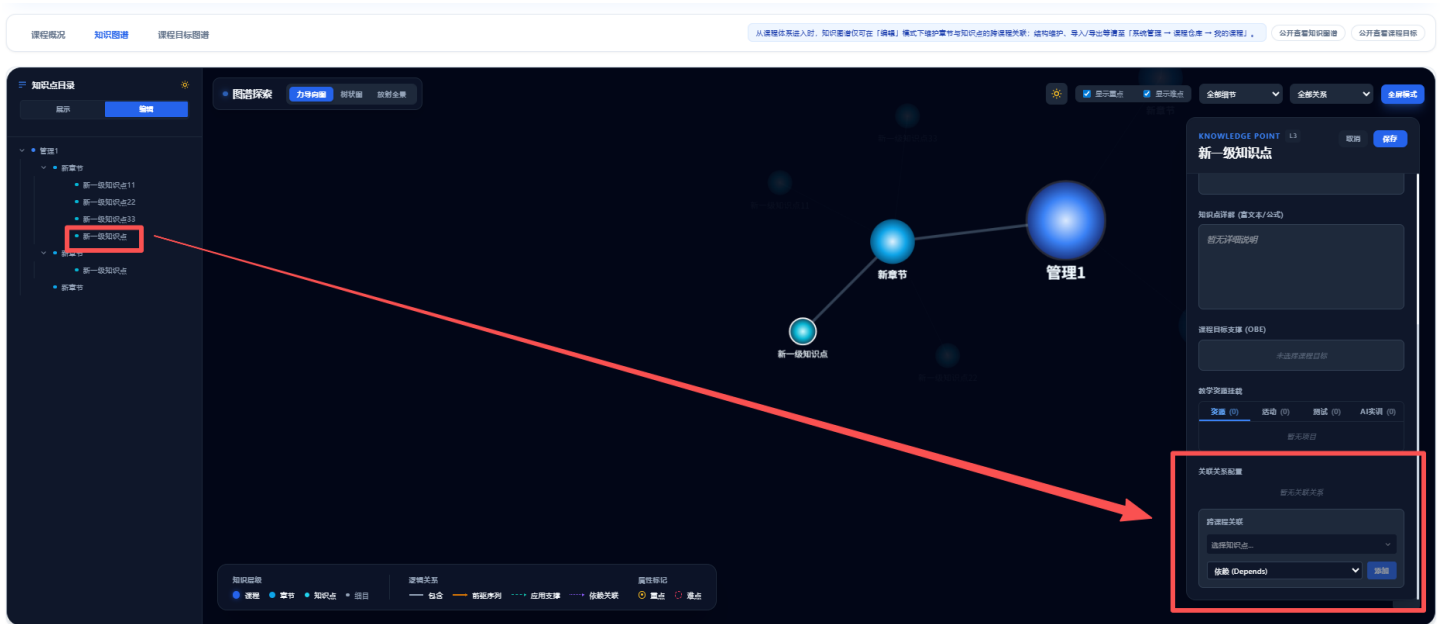 课程概况
知识图谱
课程目标图谱
从课程体系进入时，知识图谱仅可在「编辑」模式下维护章节与知识点的跨课程关联；结构维护、导入/导出等请至「系统管理 → 课程仓库 → 我的课程」。
公开查看知识图谱
公开查看课程目标
知识点目录
展示
编辑
管理1
新章节
新一级知识点11
新一级知识点22
新一级知识点33
新一级知识点
新章节
新一级知识点
新章节
图谱探索
力导向图
树状图
放射全景
显示重点
显示难点
全部细节
全部关系
全屏模式
新章节
管理1
新章节
新一级知识点
KNOWLEDGE POINT L3
取消
保存
新一级知识点
知识点详解 (富文本/公式)
暂无详细说明
课程目标支撑 (OBE)
未选择课程目标
教学资源挂载
资源 (0)
活动 (0)
测试 (0)
AI实训 (0)
暂无项目
关联关系配置
暂无关联关系
跨课程关联
选择知识点...
依赖 (Depends)
添加
知识层级
课程
章节
知识点
细目
逻辑关系
包含
前驱序列
应用支撑
依赖关联
属性标记
重点
难点